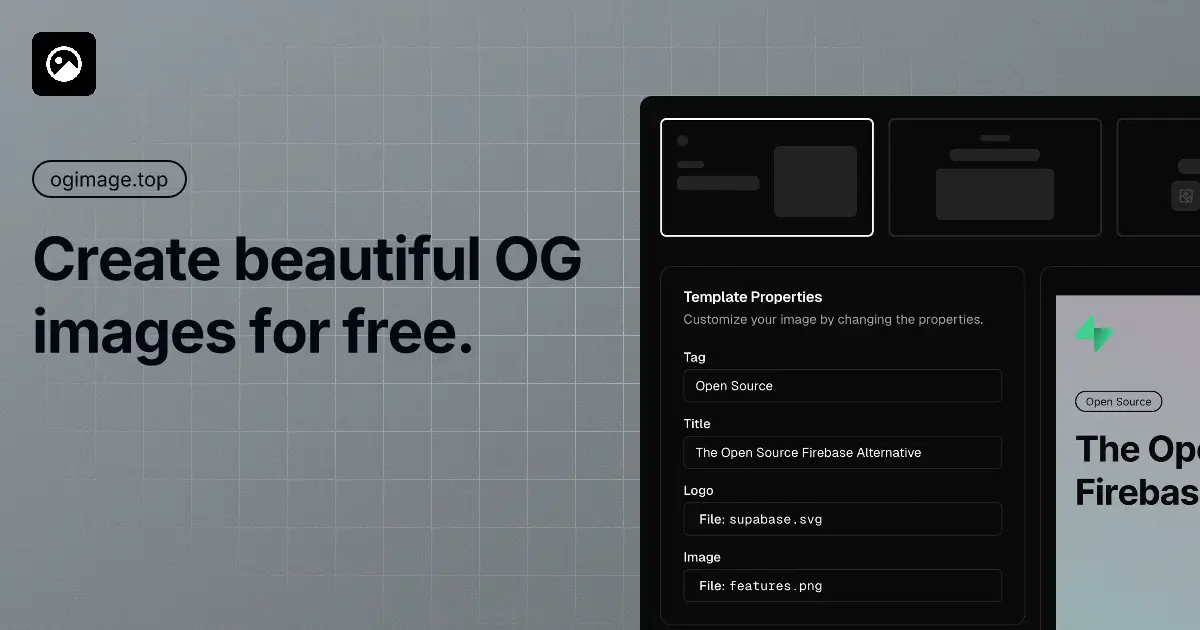 ogimage.top
Create beautiful OG
images for free.
Template Properties
Customize your image by changing the properties.
Tag
Open Source
Title
The Open Source Firebase Alternative
Logo
File: supabase.svg
Image
File: features.png
Open Source
The Ope
Firebas